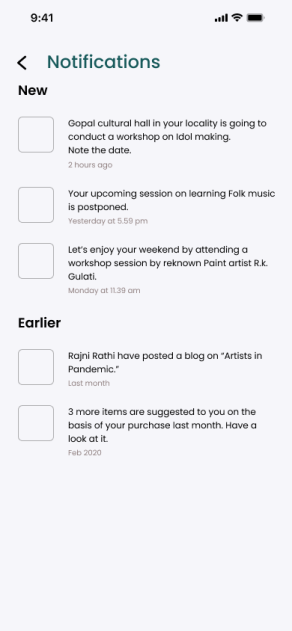 9:41
Notifications
New
Gopal cultural hall in your locality is going to
conduct a workshop on Idol making.
Note the date.
2 hours ago
Your upcoming session on learning Folk music
is postponed.
Yesterday at 5.59 pm
Let's enjoy your weekend by attending a
workshop session by reknown Paint artist R.k.
Gulati.
Monday at 11.39 am
Earlier
Rajni Rathi have posted a blog on “Artists in
Pandemic.”
Last month
3 more items are suggested to you on the
basis of your purchase last month. Have a
look at it.
Feb 2020